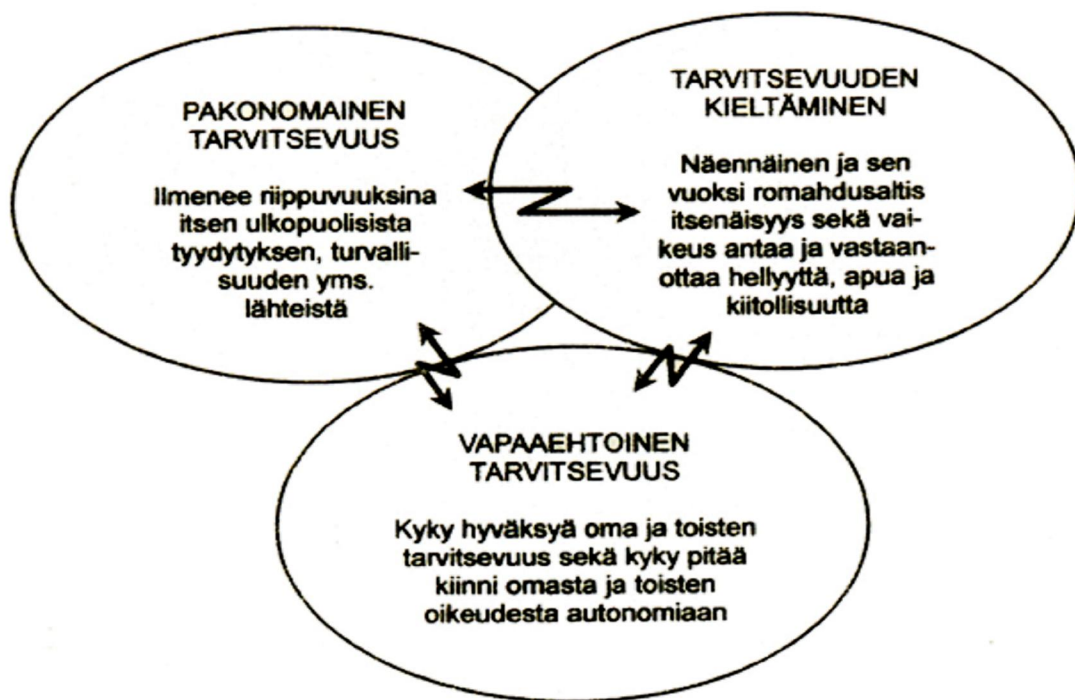 PAKONOMAINEN
TARVITSEVUUS
Ilmenee riippuvuuksina
itsen ulkopuolisista
tyydytyksen, turvalli-
suuden yms.
lähteistä
TARVITSEVUUDEN
KIELTÄMINEN
Näennäinen ja sen
vuoksi romahdusaltis
itsenäisyys sekä vai-
keus antaa ja vastaan-
ottaa hellyyttä, apua ja
kiitollisuutta
VAPAAEHTOINEN
TARVITSEVUUS
Kyky hyväksyä oma ja toisten
tarvitsevuus sekä kyky pitää
kiinni omasta ja toisten
oikeudesta autonomiaan